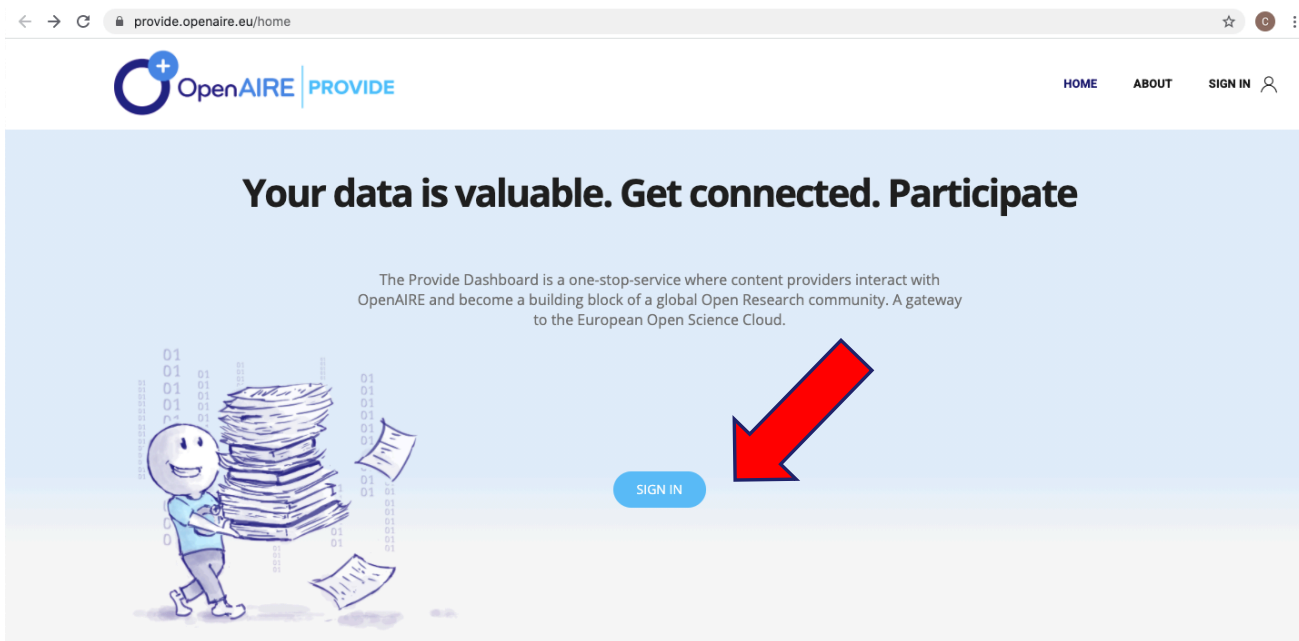 provide.openaire.eu/home
C
OpenAIRE PROVIDE
HOME ABOUT SIGN IN
Your data is valuable. Get connected. Participate
The Provide Dashboard is a one-stop-service where content providers interact with
OpenAIRE and become a building block of a global Open Research community. A gateway
to the European Open Science Cloud.
SIGN IN